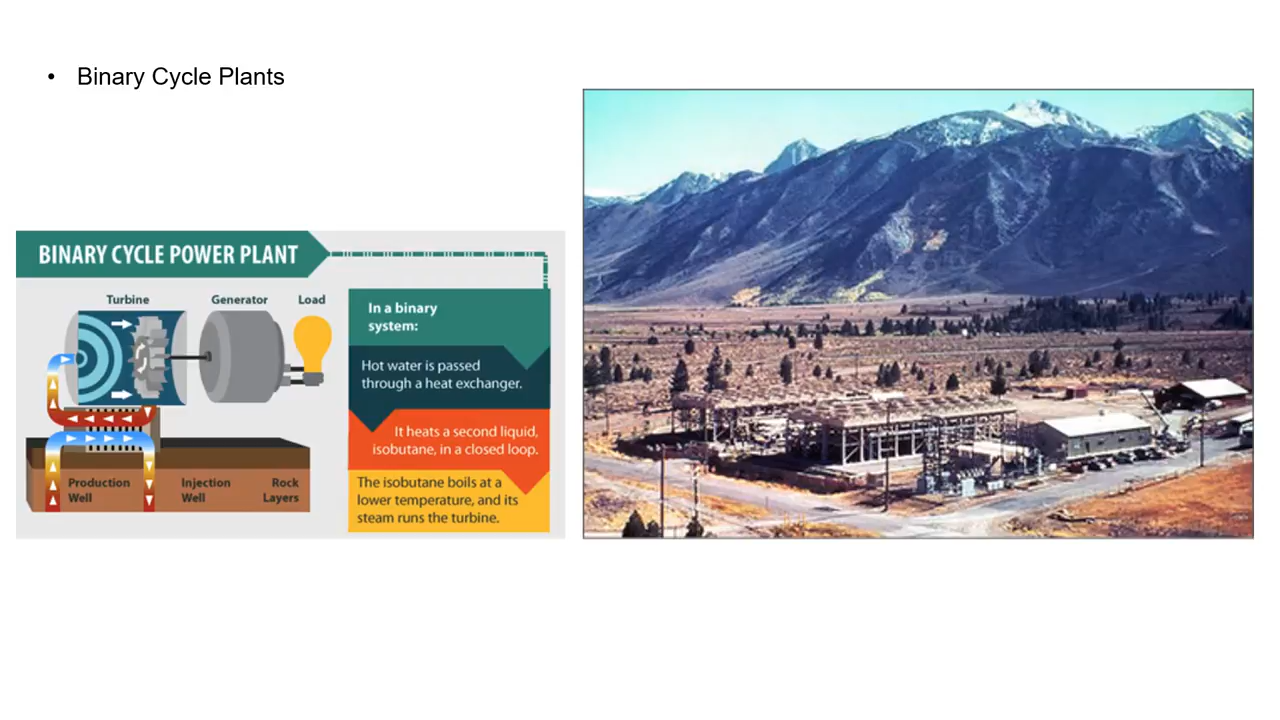 • Binary Cycle Plants
BINARY CYCLE POWER PLANT
Turbine
Generator
Load
Production
Well
Injection
Well
Rock
Layers
In a binary
system:
Hot water is passed
through a heat exchanger.
It heats a second liquid,
isobutane, in a closed loop.
The isobutane boils at a
lower temperature, and its
steam runs the turbine.